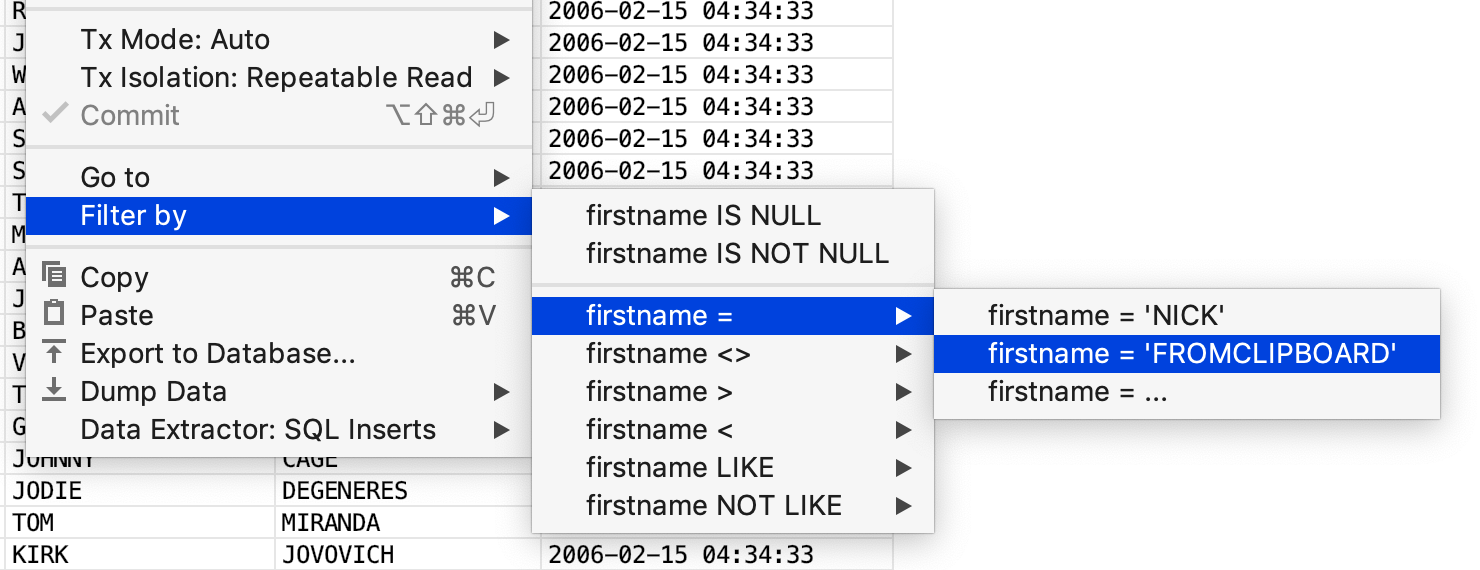 R 2006-02-15 04:34:33
J Tx Mode: Auto 2006-02-15 04:34:33
W Tx Isolation: Repeatable Read 2006-02-15 04:34:33
A Commit ⌥⇧⌘⏎ 2006-02-15 04:34:33
S 2006-02-15 04:34:33
S Go to 2006-02-15 04:34:33
T Filter by
M
A Copy ⌘C
J Paste ⌘V
B Export to Database...
V Dump Data
T Data Extractor: SQL Inserts
G
firstname IS NULL
firstname IS NOT NULL
firstname =
firstname <>
firstname >
firstname <
firstname LIKE
firstname NOT LIKE
firstname = 'NICK'
firstname = 'FROMCLIPBOARD'
firstname = ...
JOHNNY CAGE
JODIE DEGENERES
TOM MIRANDA
KIRK JOVOVICH 2006-02-15 04:34:33